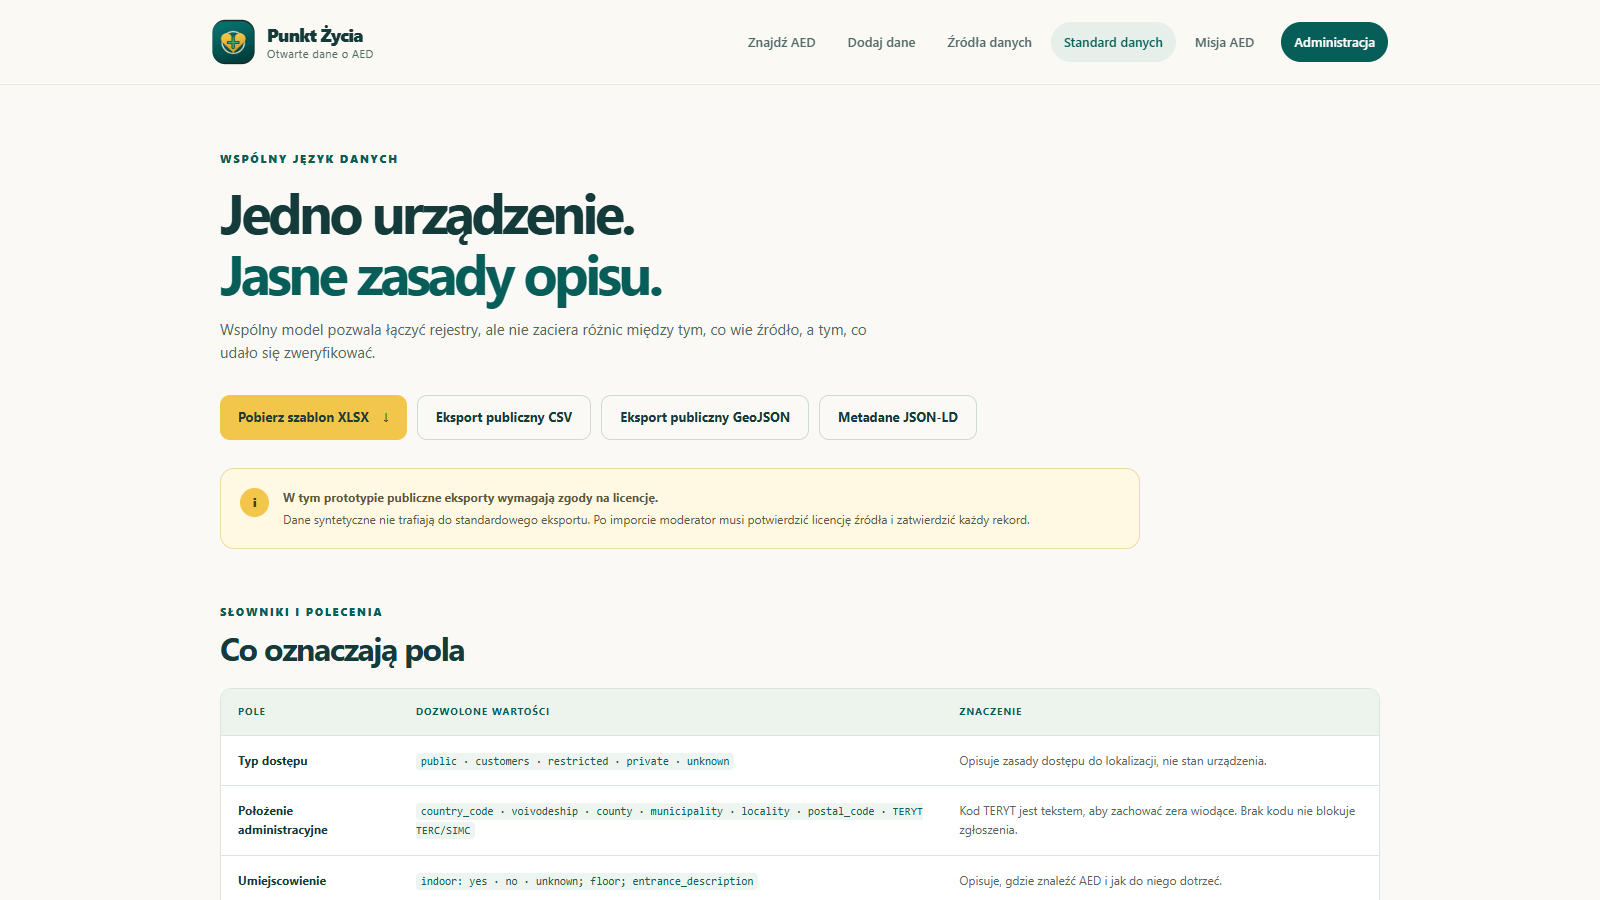 Punkt Życia
Otwarte dane o AED
Znajdź AED
Dodaj dane
Źródła danych
Standard danych
Misja AED
Administracja
WSPÓLNY JĘZYK DANYCH
Jedno urządzenie.
Jasne zasady opisu.
Wspólny model pozwala łączyć rejestry, ale nie zaciera różnic między tym, co wie źródło, a tym, co
udało się zweryfikować.
Pobierz szablon XLSX ↓
Eksport publiczny CSV
Eksport publiczny GeoJSON
Metadane JSON-LD
i
W tym prototypie publiczne eksporty wymagają zgody na licencję.
Dane syntetyczne nie trafiają do standardowego eksportu. Po imporcie moderator musi potwierdzić licencję źródła i zatwierdzić każdy rekord.
SŁOWNIKI I POLECENIA
Co oznaczają pola
POLE
DOZWOLONE WARTOŚCI
ZNACZENIE
Typ dostępu
public · customers · restricted · private · unknown
Opisuje zasady dostępu do lokalizacji, nie stan urządzenia.
Położenie
administracyjne
country_code · voivodeship · county · municipality · locality · postal_code · TERYT
TERC/SIMC
Kod TERYT jest tekstem, aby zachować zera wiodące. Brak kodu nie blokuje
zgłoszenia.
Umiejscowienie
indoor: yes · no · unknown; floor; entrance_description
Opisuje, gdzie znaleźć AED i jak do niego dotrzeć.